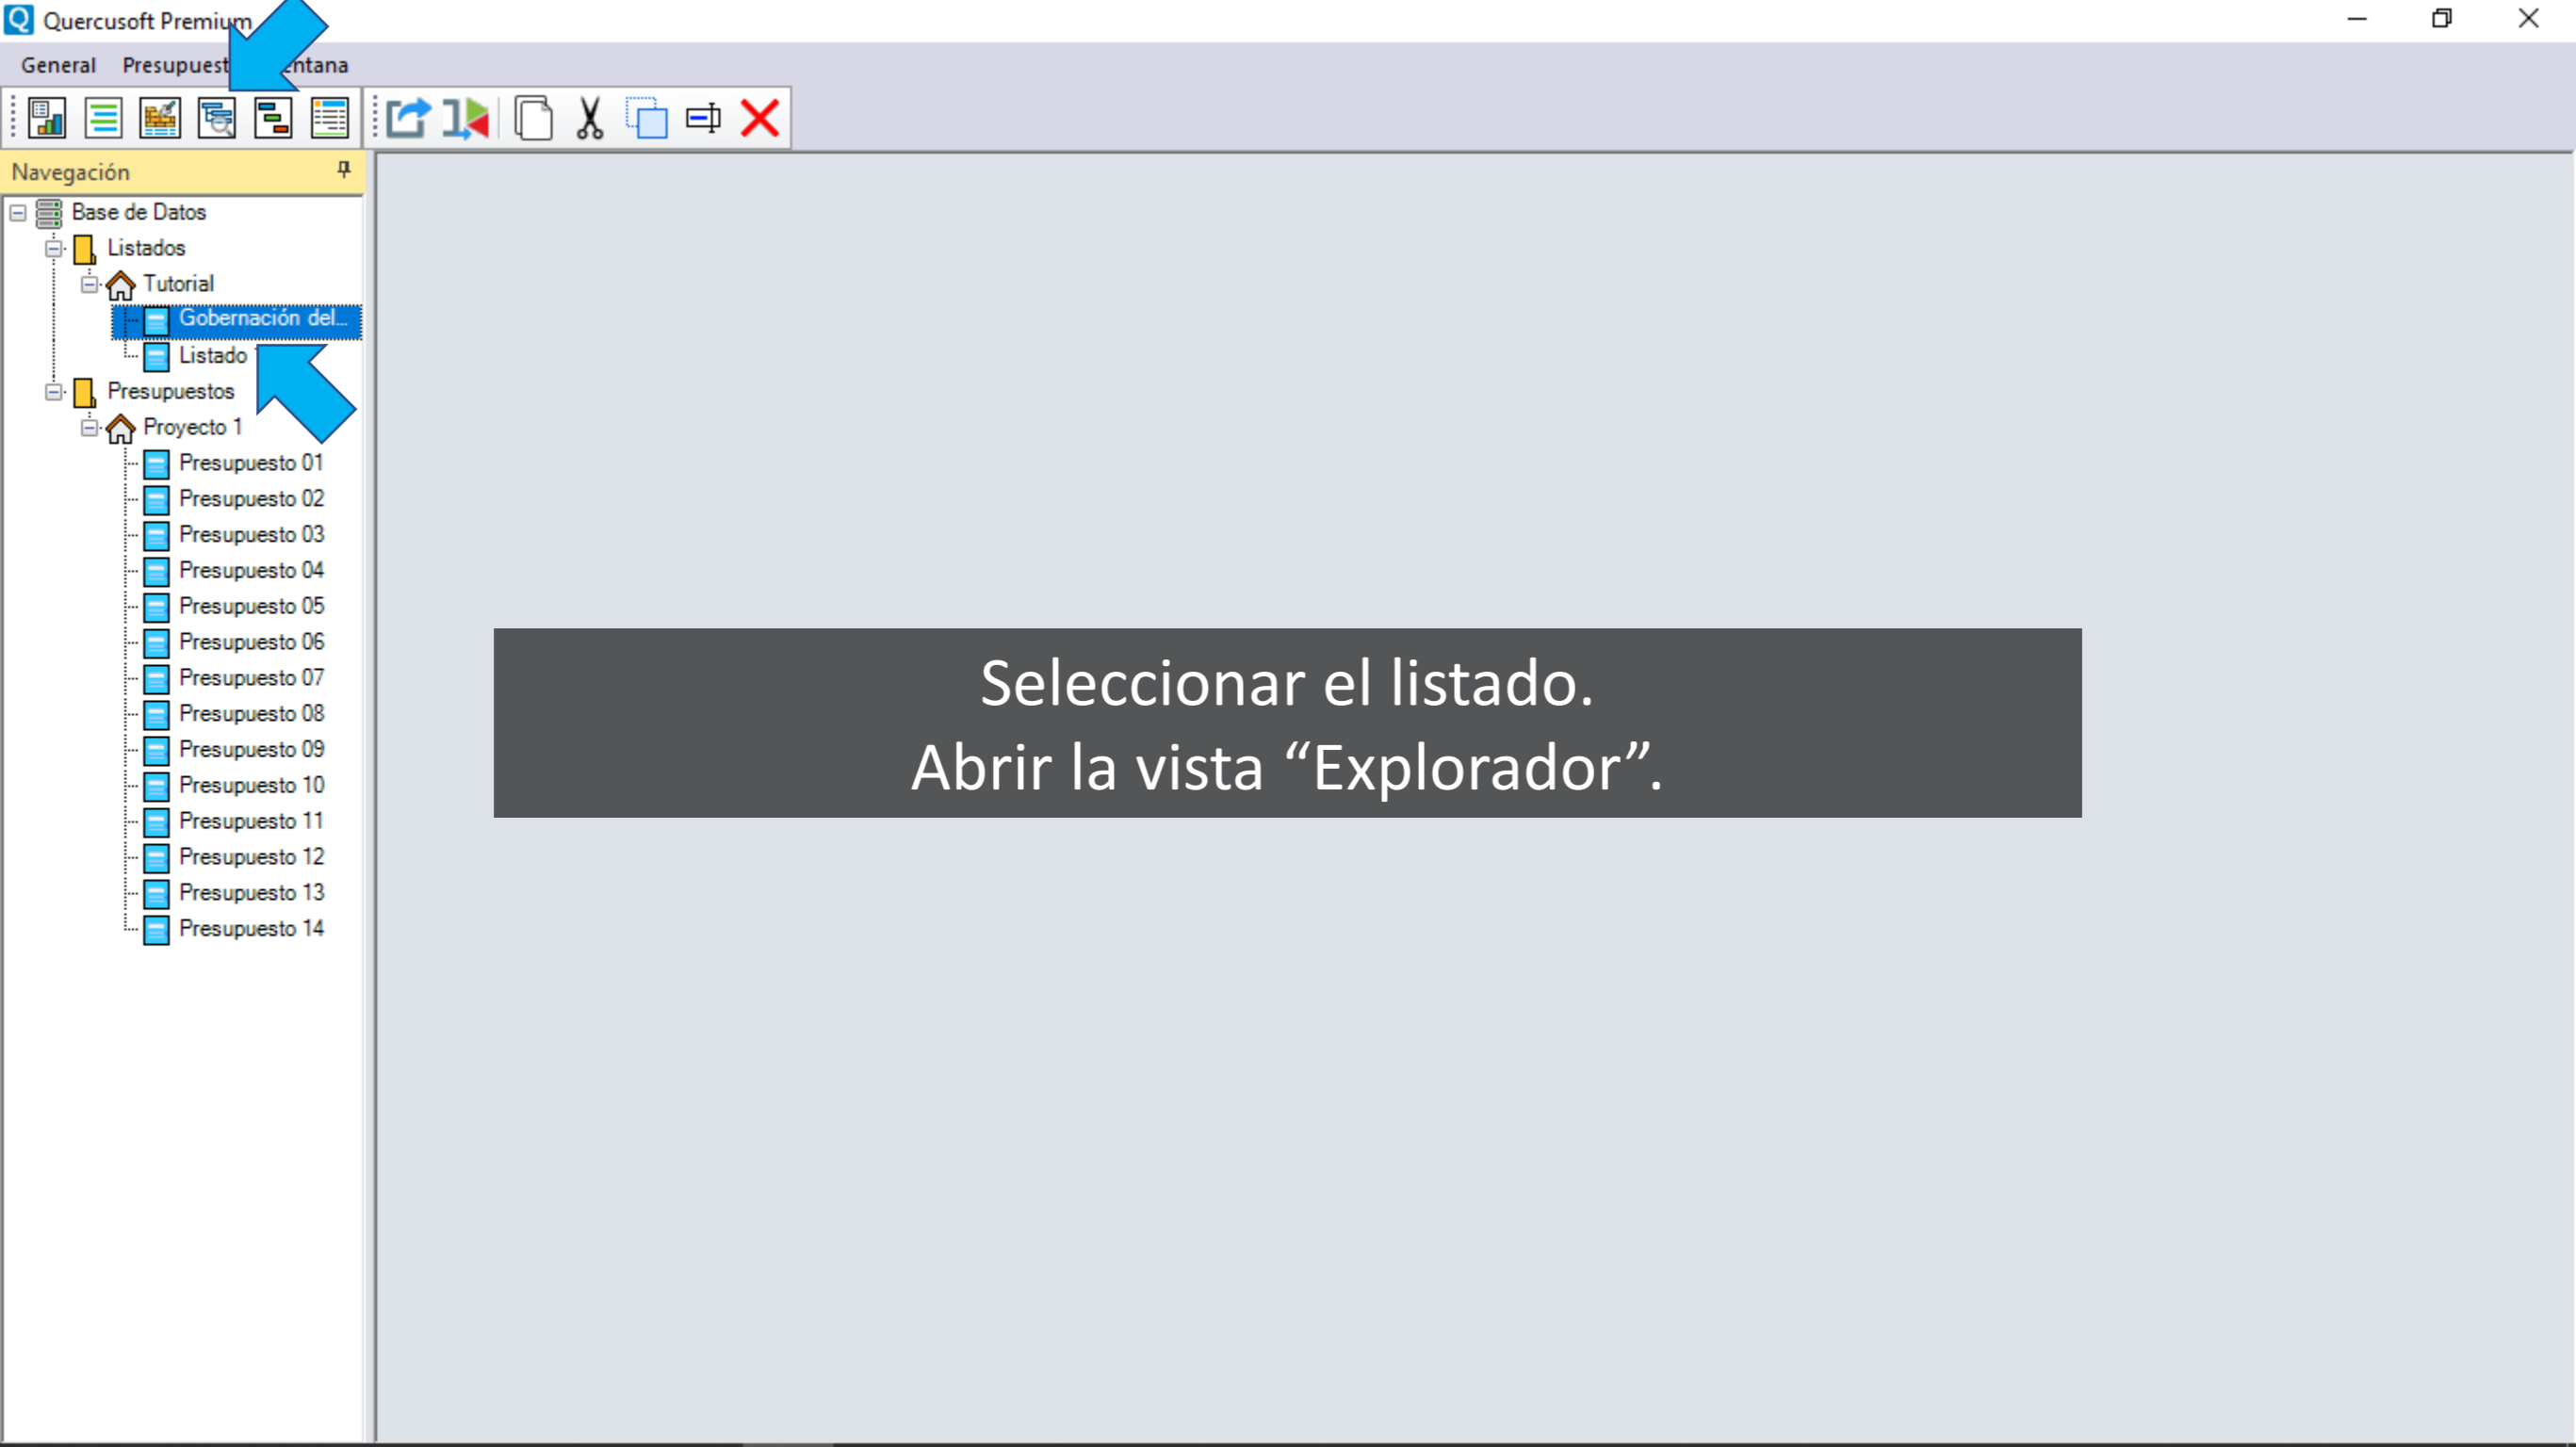 Quercusoft Premium
General
Navegación
Base de Datos
Listados
Tutorial
Gobernación del...
Listado
Presupuestos
Proyecto 1
Presupuesto 01
Presupuesto 02
Presupuesto 03
Presupuesto 04
Presupuesto 05
Presupuesto 06
Presupuesto 07
Presupuesto 08
Presupuesto 09
Presupuesto 10
Presupuesto 11
Presupuesto 12
Presupuesto 13
Presupuesto 14
Seleccionar el listado.
Abrir la vista “Explorador”.